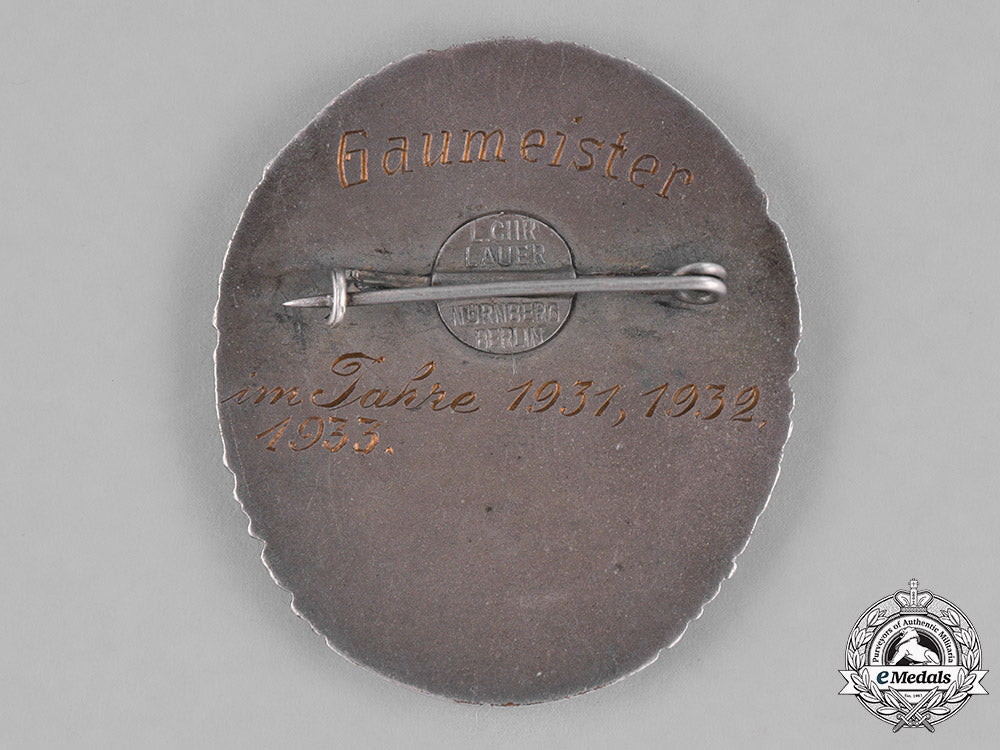 Gaumeister
L. CHR
LAUER
NÜRNBERG
BERLIN
im Jahre 1931, 1932,
1933.
Purveyors of Authentic Militaria
eMedals